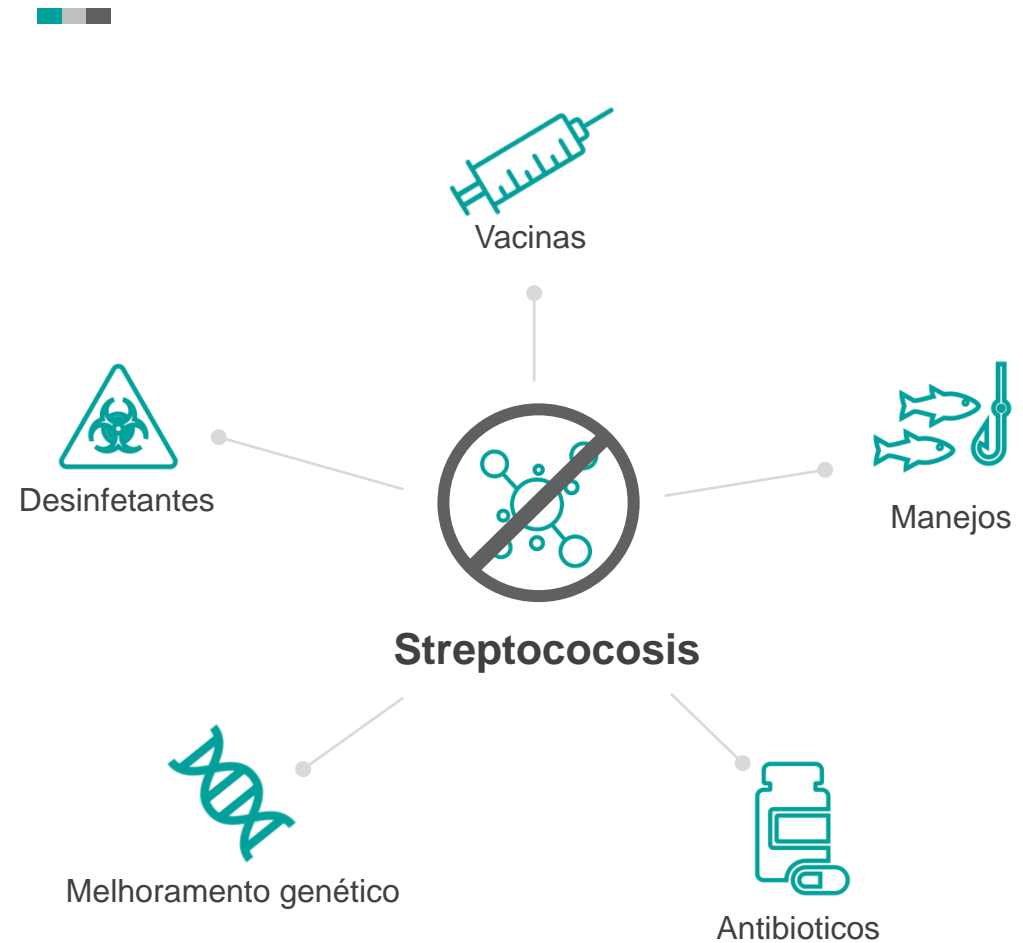 Vacinas
Desinfetantes
Manejos
Streptococosis
Melhoramento genético
Antibioticos